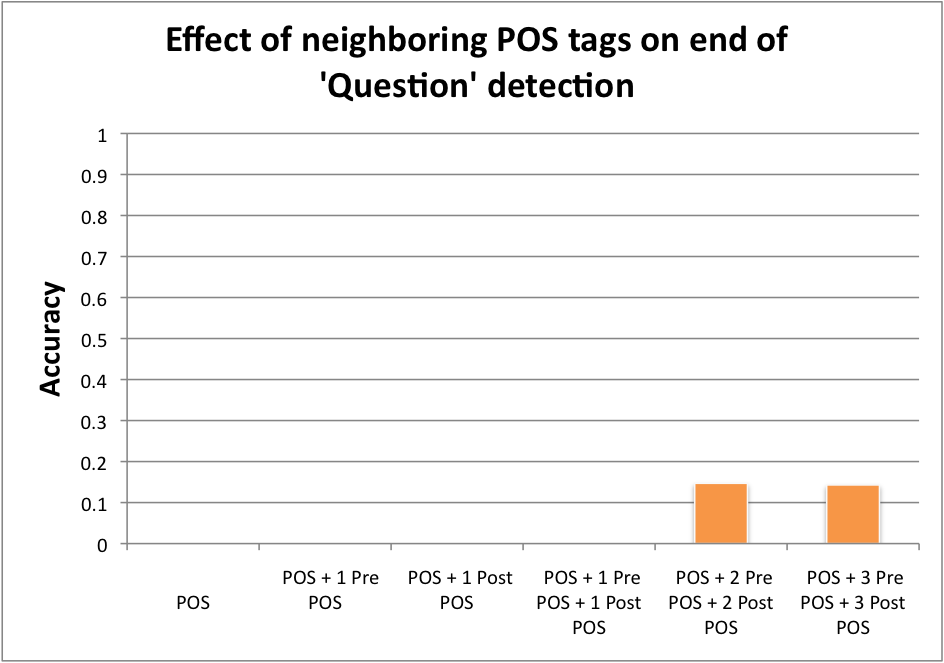 Effect of neighboring POS tags on end of
'Question' detection
Accuracy
1
0.9
0.8
0.7
0.6
0.5
0.4
0.3
0.2
0.1
0
POS
POS + 1 Pre
POS
POS + 1 Post
POS
POS + 1 Pre
POS + 1 Post
POS
POS + 2 Pre
POS + 2 Post
POS
POS + 3 Pre
POS + 3 Post
POS